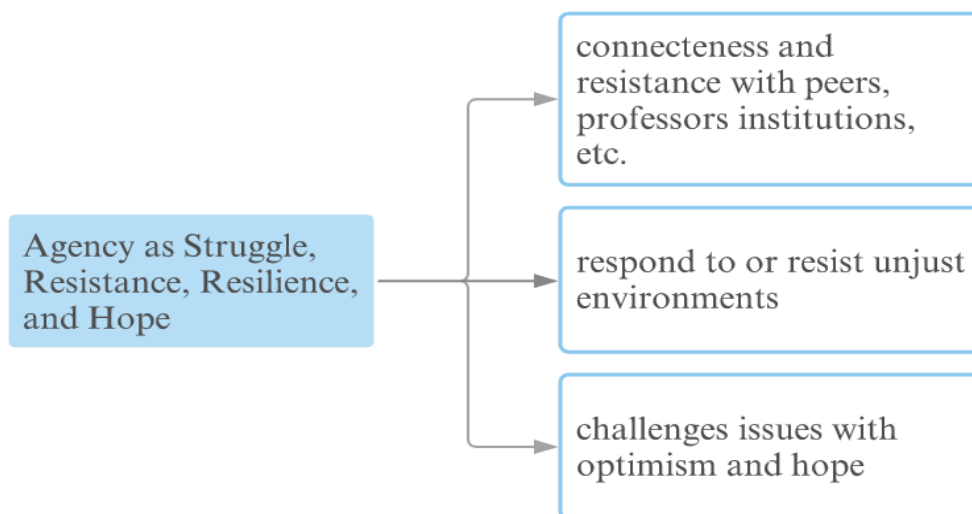 connecteness and
resistance with peers,
professors institutions,
etc.
Agency as Struggle,
Resistance, Resilience,
and Hope
respond to or resist unjust
environments
challenges issues with
optimism and hope